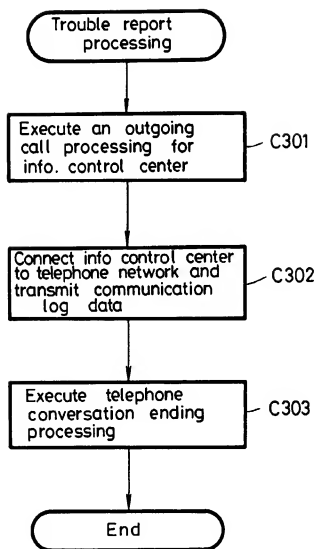 Trouble report
processing
Execute an outgoing
call processing for
info. control center
C301
Connect info control center
to telephone network and
transmit communication
log data
C302
Execute telephone
conversation ending
processing
C303
End